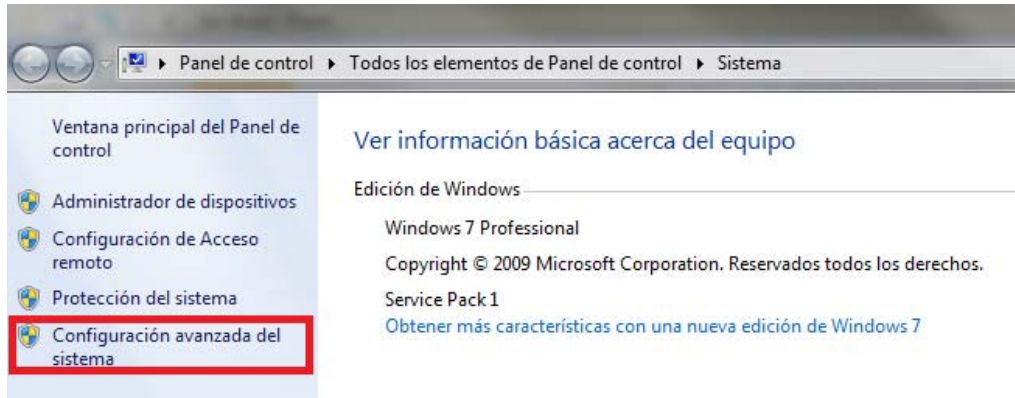 Panel de control ▸ Todos los elementos de Panel de control ▸ Sistema
Ventana principal del Panel de
control
Administrador de dispositivos
Configuración de Acceso
remoto
Protección del sistema
Configuración avanzada del
sistema
Ver información básica acerca del equipo
Edición de Windows
Windows 7 Professional
Copyright © 2009 Microsoft Corporation. Reservados todos los derechos.
Service Pack 1
Obtener más características con una nueva edición de Windows 7